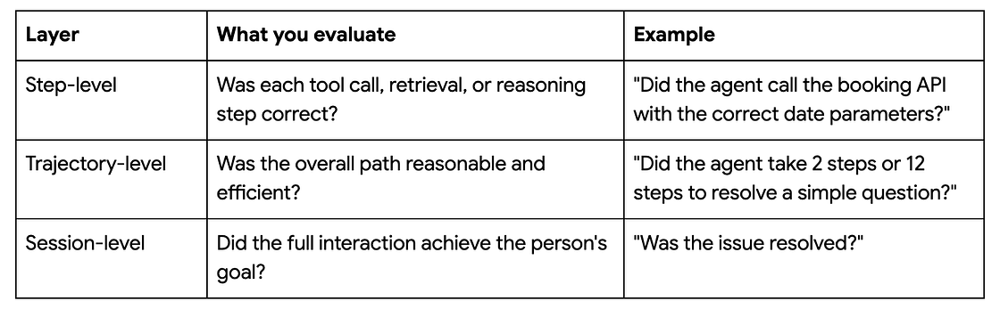 Layer What you evaluate Example
Step-level Was each tool call, retrieval, or reasoning "Did the agent call the booking API
step correct? with the correct date parameters?"
Trajectory-level Was the overall path reasonable and "Did the agent take 2 steps or 12
efficient? steps to resolve a simple question?"
Session-level Did the full interaction achieve the person's "Was the issue resolved?"
goal?